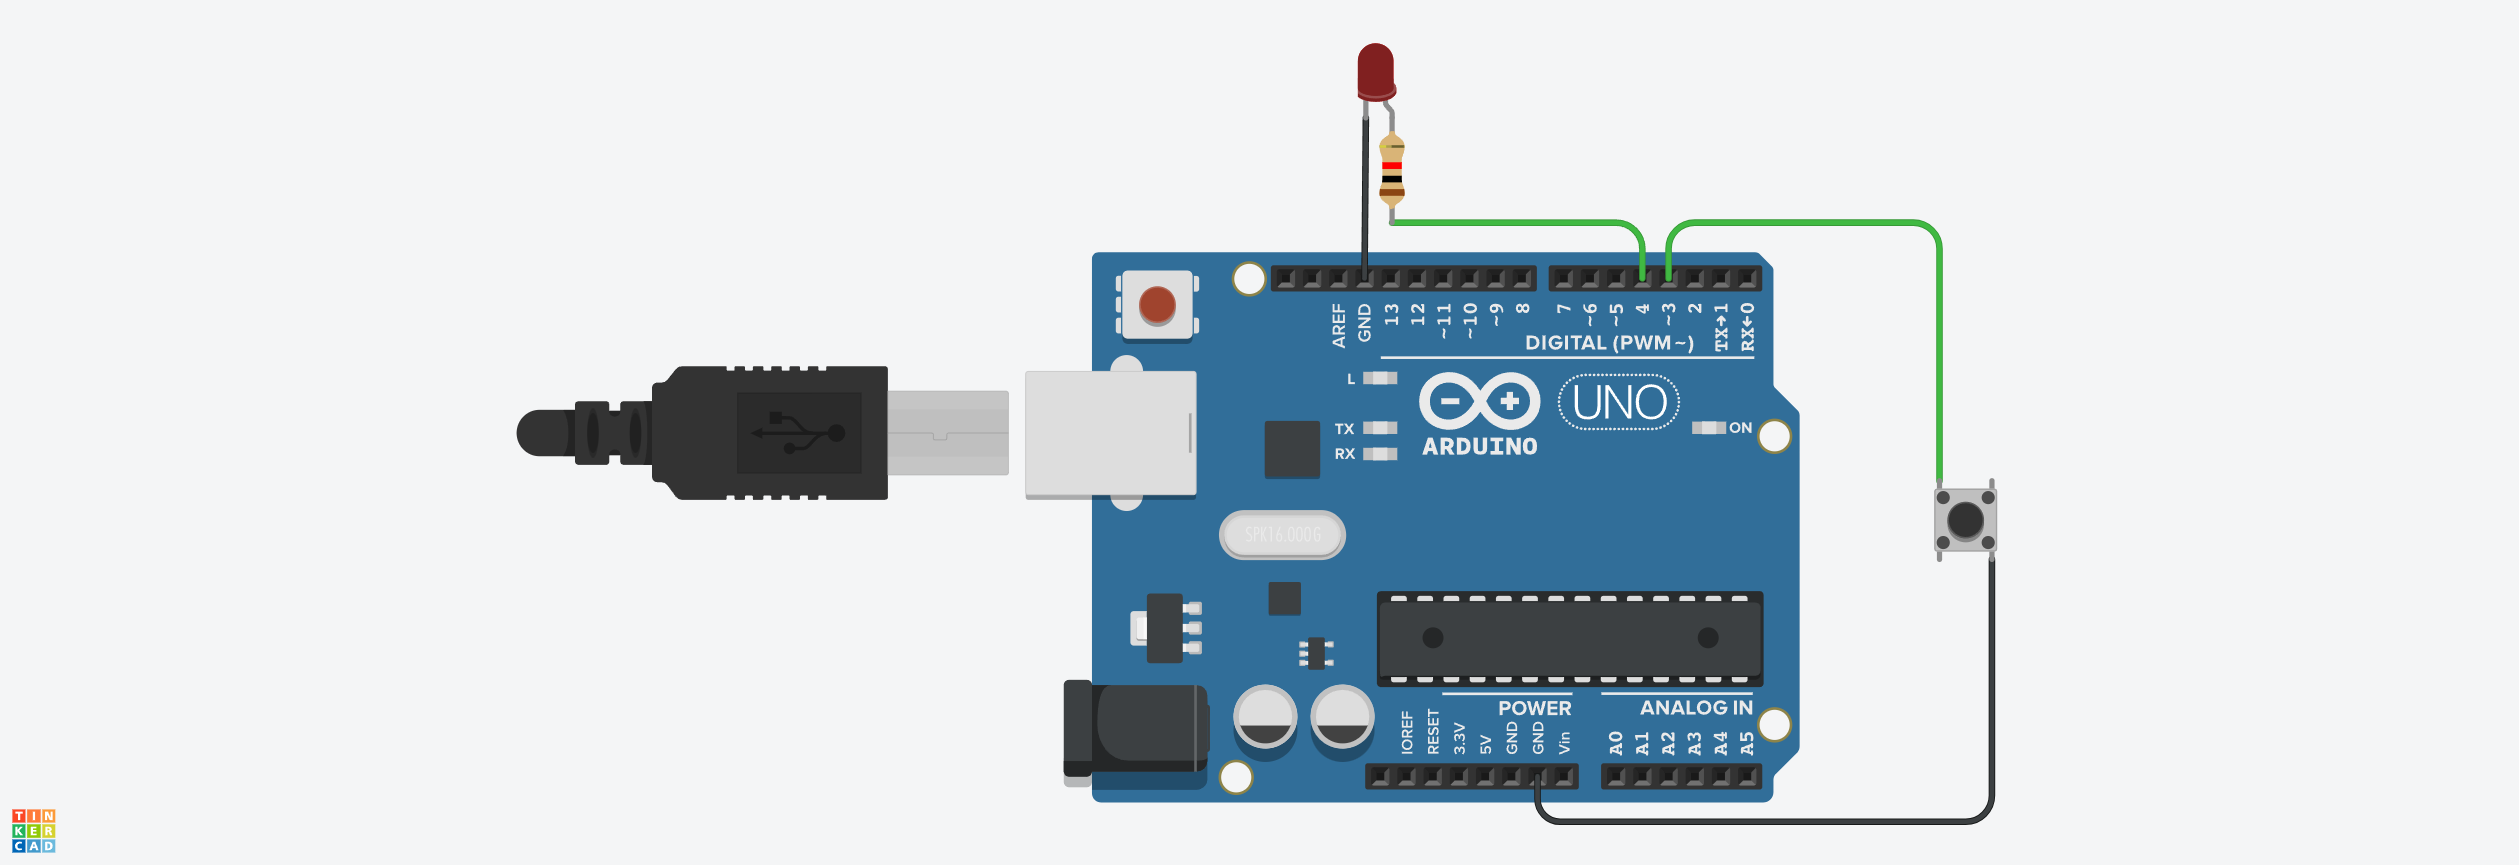 AREF
GND
13
12
~11
~10
~9
8
7
~6
~5
4
~3
2
TX→1
RX←0
DIGITAL (PWM~)
L
TX
RX
ARDUINO
UNO
ON
SPK16.000G
POWER
ANALOG IN
IOREF
RESET
3.3V
5V
GND
GND
Vin
A0
A1
A2
A3
A4
A5
TIN
KER
CAD